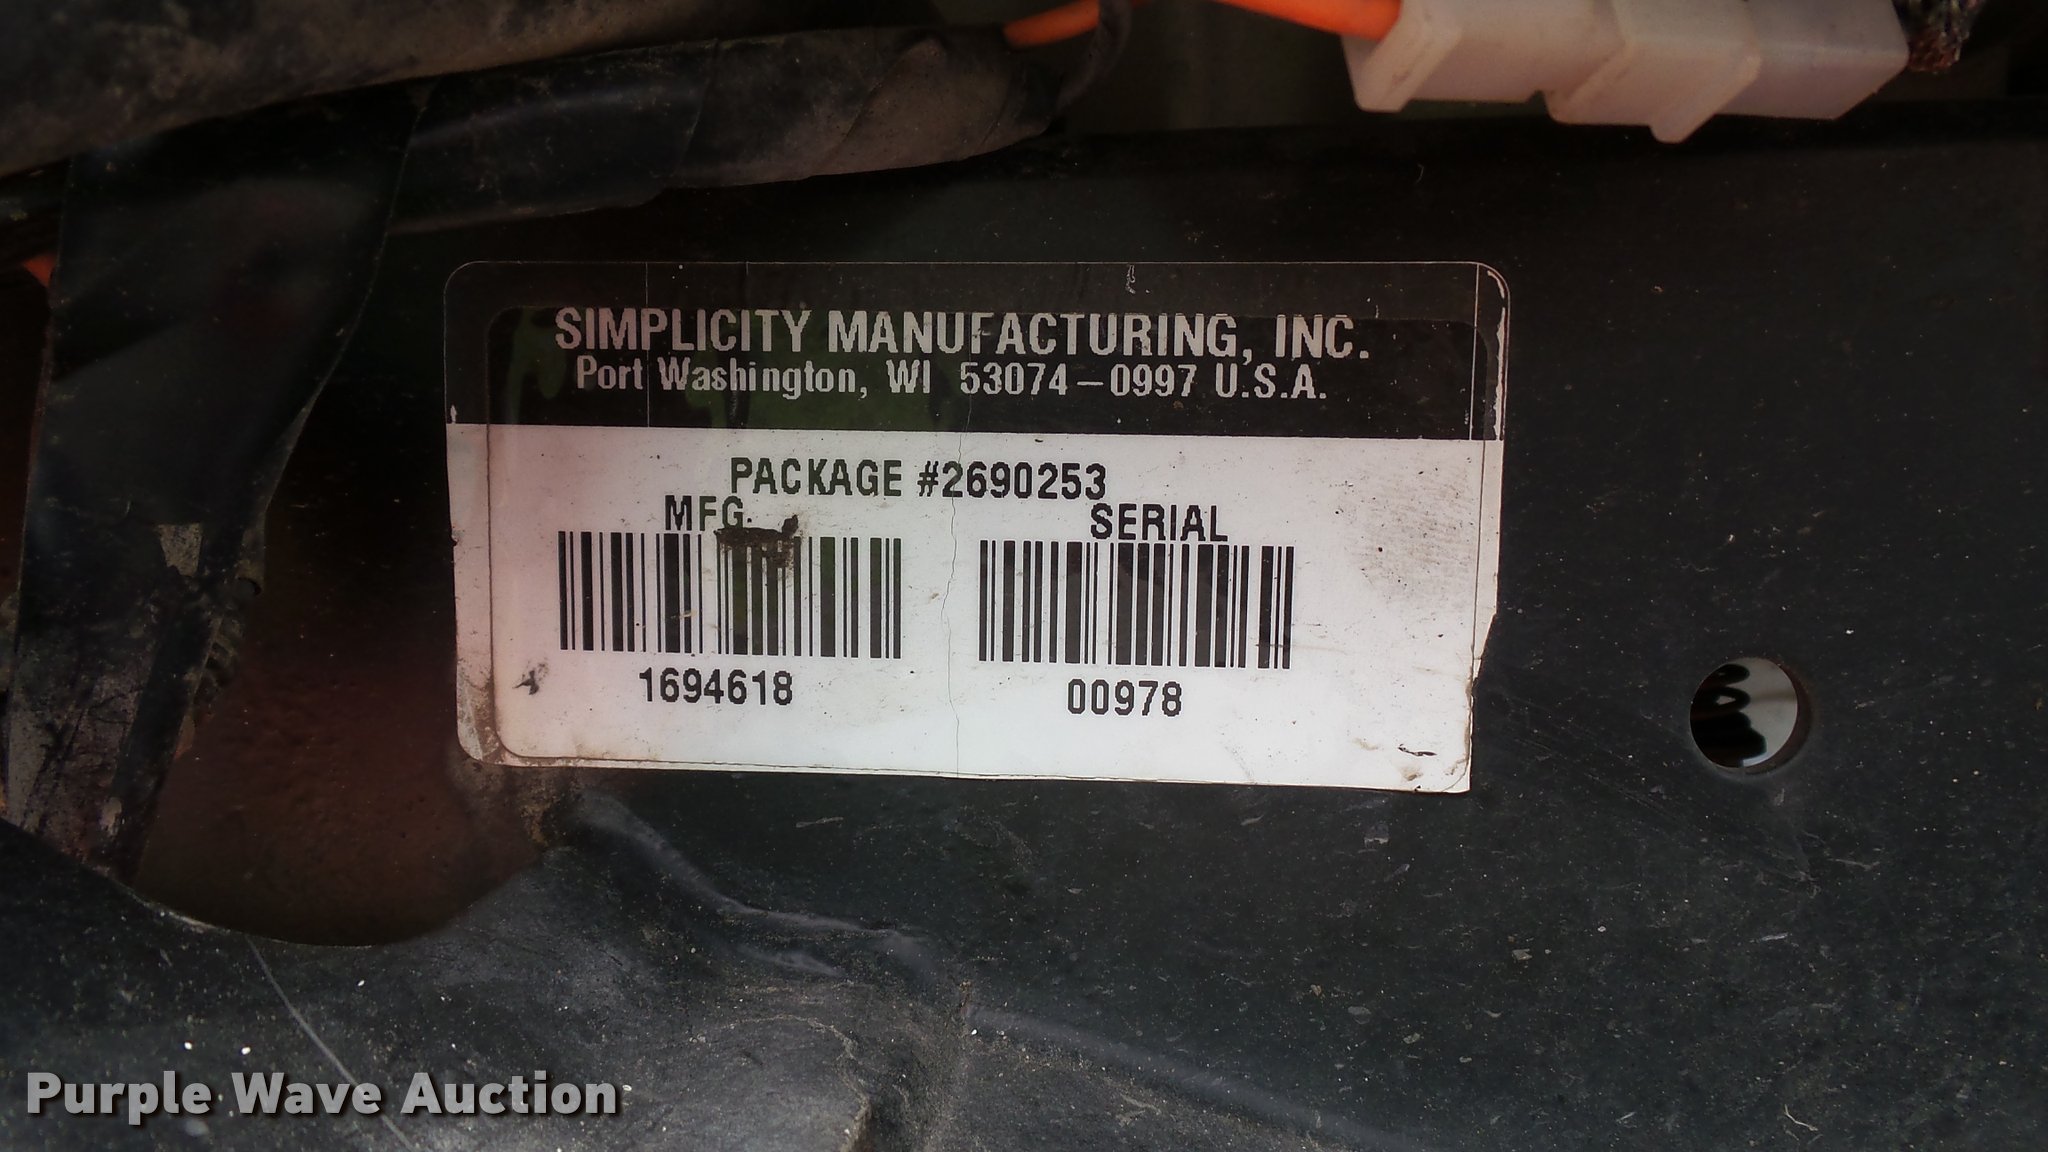 SIMPLICITY MANUFACTURING, INC.
Port Washington, WI 53074-0997 U.S.A.
PACKAGE #2690253
MFG. SERIAL
1694618 00978
Purple Wave Auction